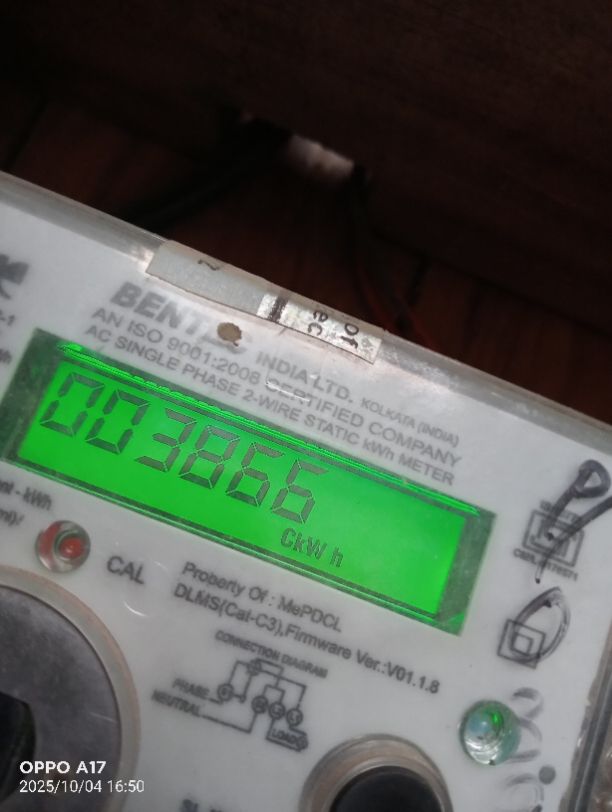 AN ISO 9001:2008 CERTIFIED COMPANY
INDIA LTD. KOLKATA (INDIA)
AC SINGLE PHASE 2-WIRE STATIC kWh METER
003866
CkW h
CAL
Property Of : MePDCL
DLMS(Cat-C3),Firmware Ver.:V01.1.8
CONNECTION DIAGRAM
PHASE
NEUTRAL
LOAD
OPPO A17
2025/10/04 16:50